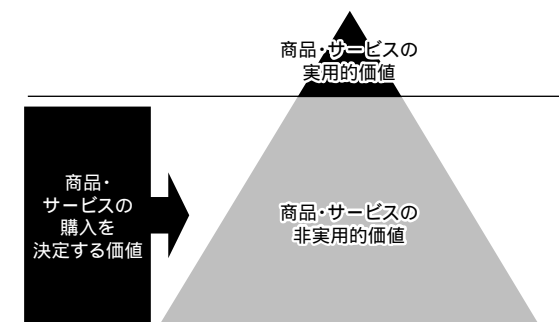 商品・サービスの
実用的価値
商品・
サービスの
購入を
決定する価値
商品・サービスの
非実用的価値